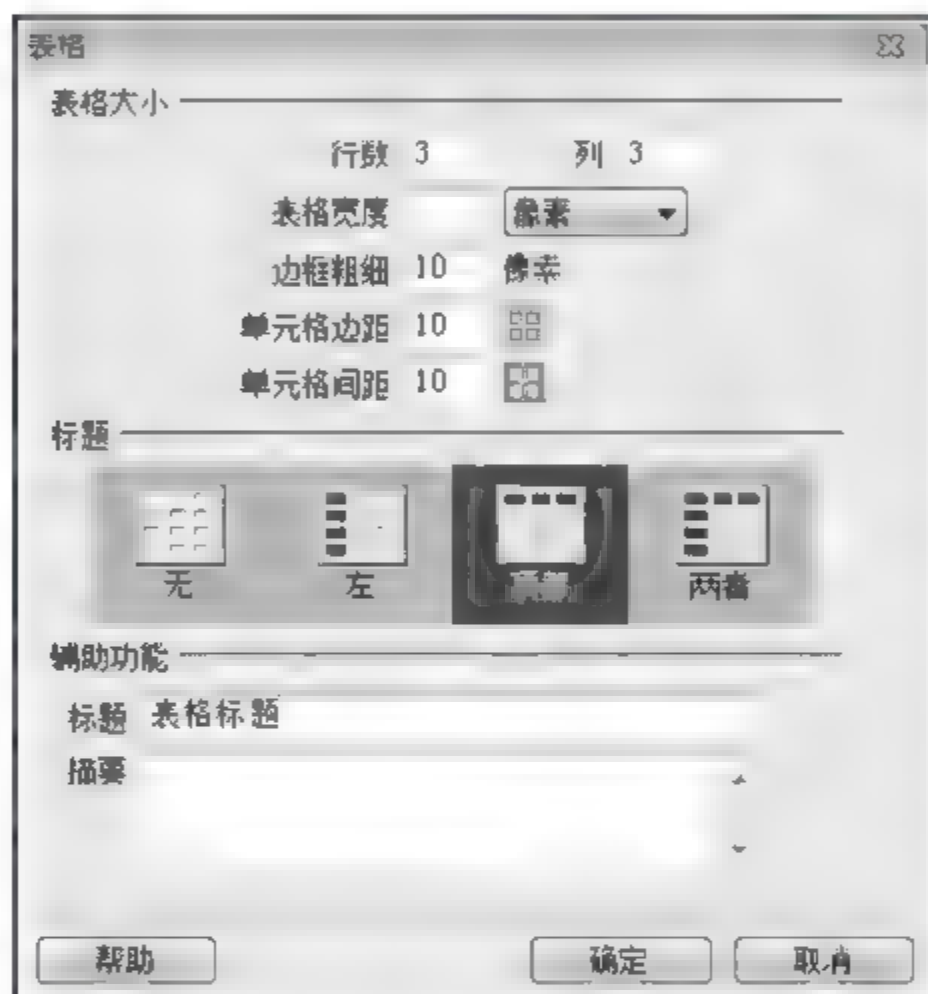 表格
表格大小
行数 3 列 3
表格宽度 像素
边框粗细 10 像素
单元格边距 10
单元格间距 10
标题
无 左 两者
辅助功能
标题 表格标题
摘要
帮助 确定 取消